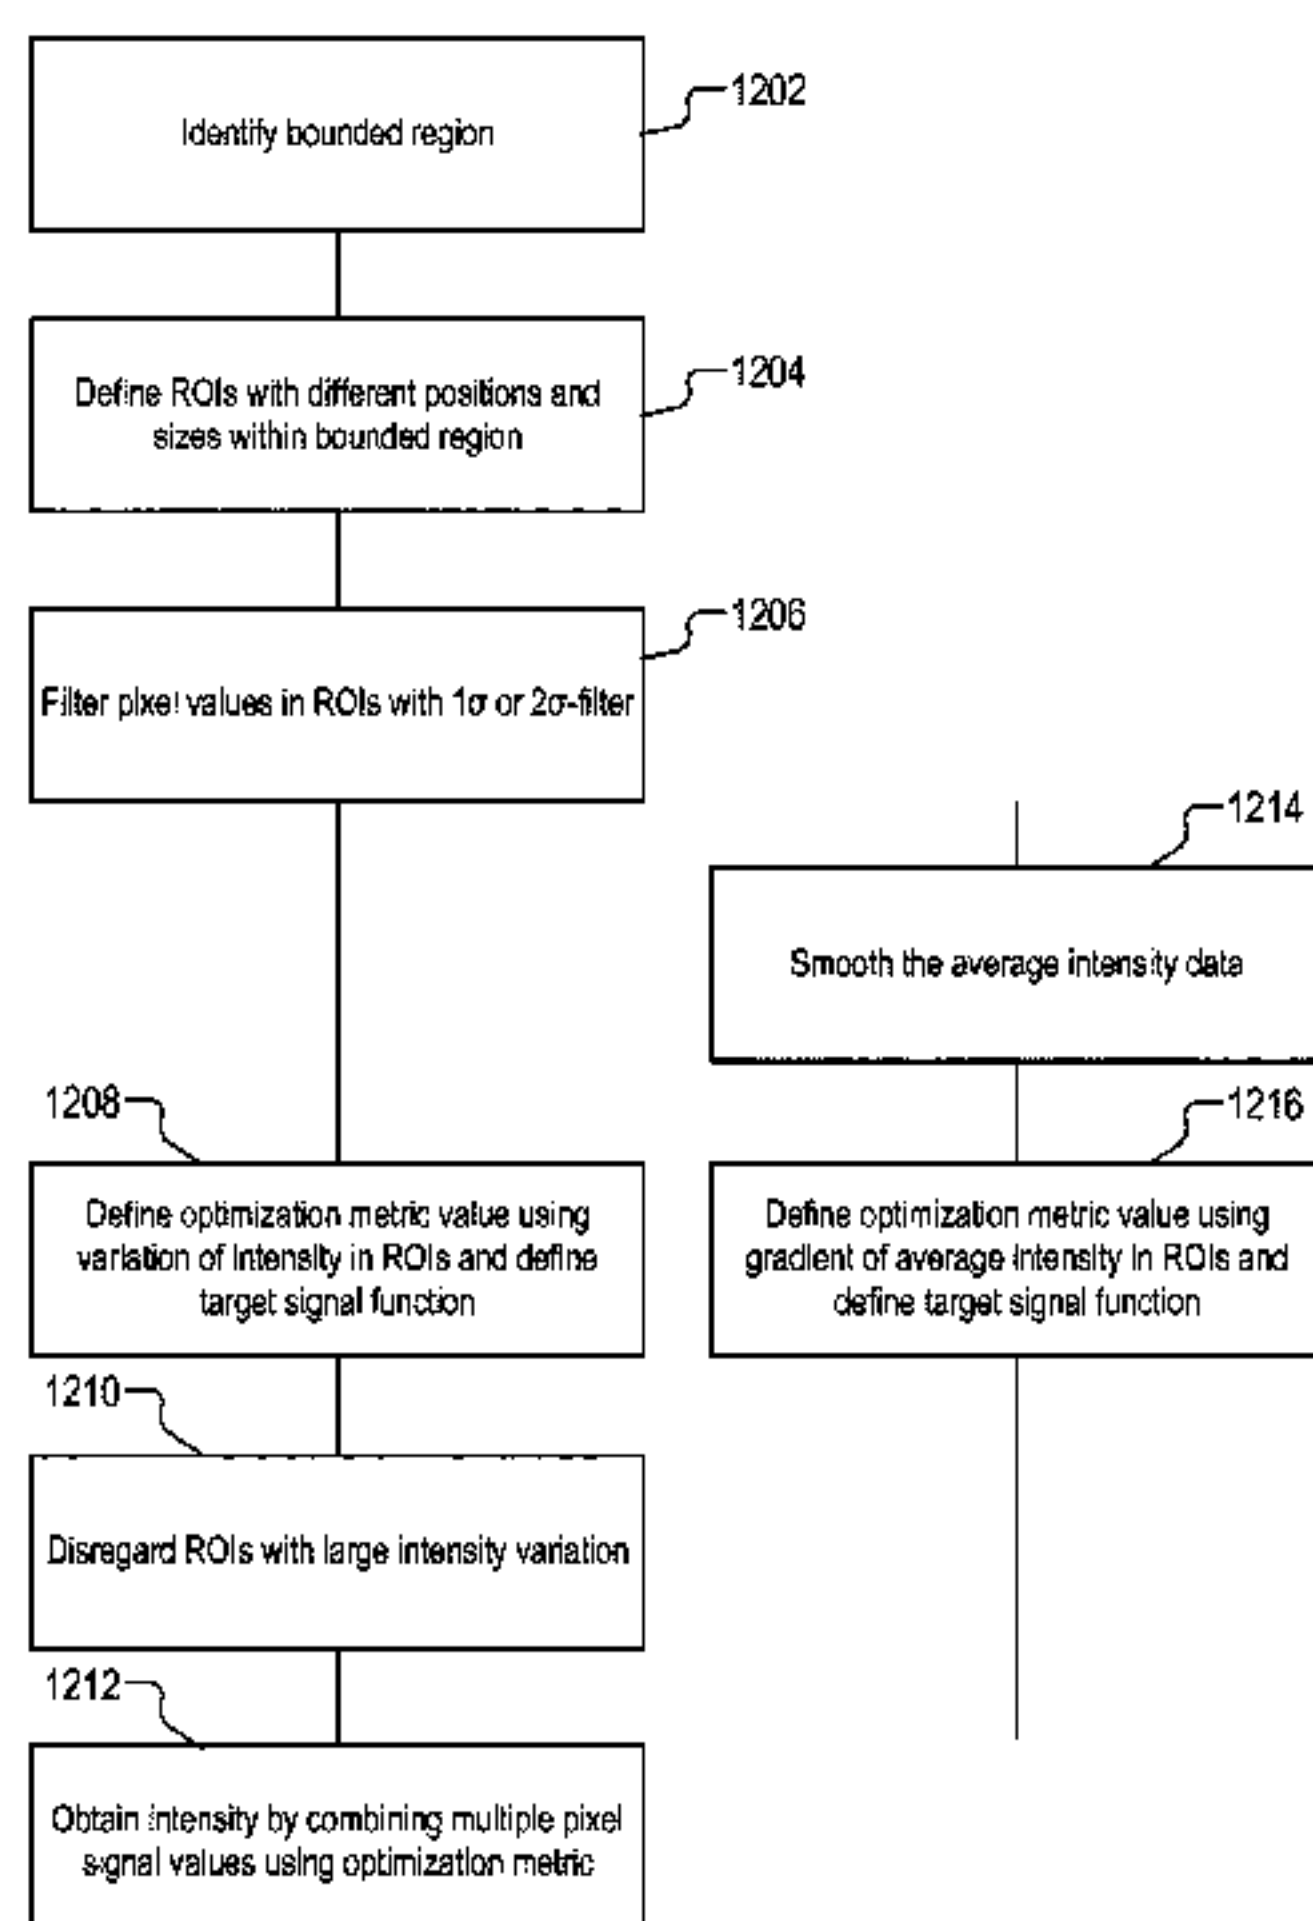 1202
Identify bounded region
1204
Define ROIs with different positions and
sizes within bounded region
1206
Filter pixel values in ROIs with 1σ or 2σ-filter
1214
Smooth the average intensity data
1208
1216
Define optimization metric value using
variation of intensity in ROIs and define
target signal function
Define optimization metric value using
gradient of average intensity in ROIs and
define target signal function
1210
Disregard ROIs with large intensity variation
1212
Obtain intensity by combining multiple pixel
signal values using optimization metric